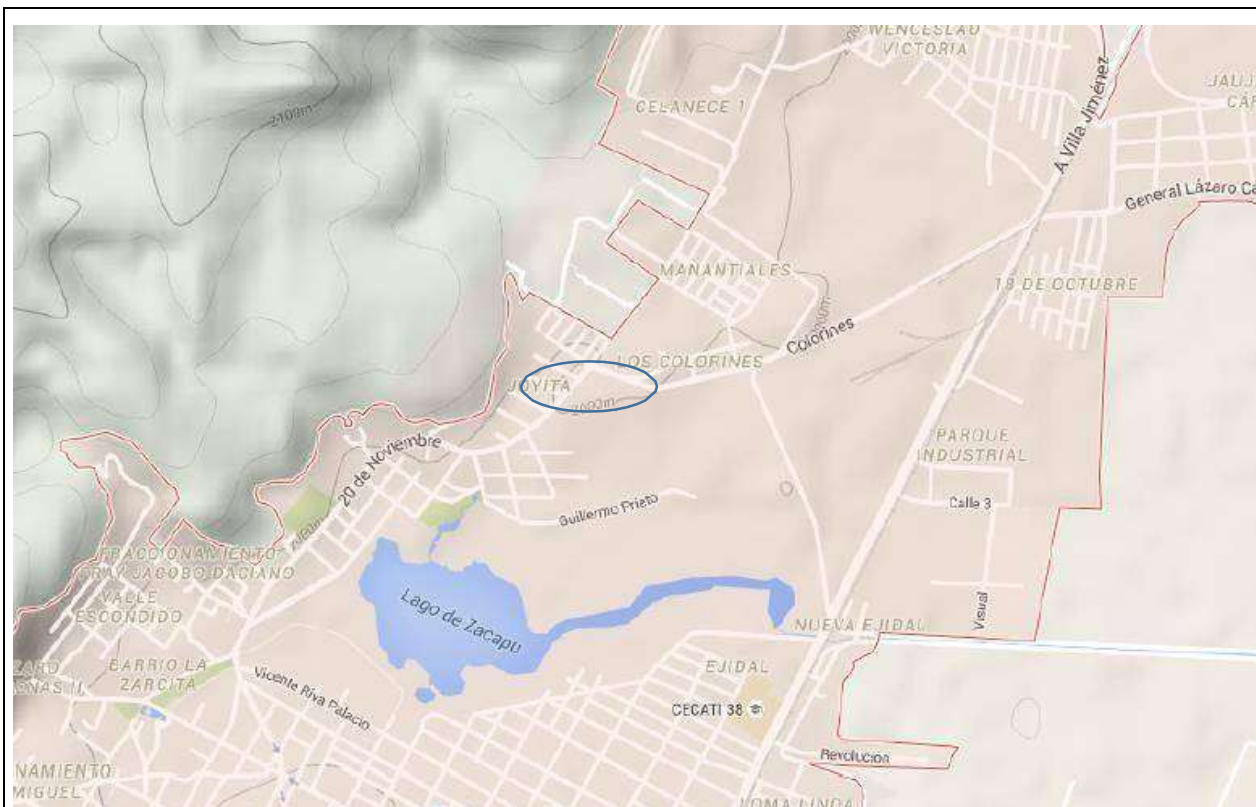 WENCESLAO
VICTORIA
2100m
CELANECE 1
A Villa Jiménez
General Lázaro
MANANTIALES
18 DE OCTUBRE
Colorines
LOS COLORINES
JOYITA
2000m
PARQUE
INDUSTRIAL
20 de Noviembre
Calle 3
Guillermo Prieto
FRACCIONAMIENTO
FRAY JACOBO DACIANO
VALLE
ESCONDIDO
Lago de Zacapu
Visual
NUEVA EJIDAL
BARRIO LA
ZARCITA
EJIDAL
Vicente Riva Palacio
CECATI 38
Revolución
NAMIENTO
MIGUEL
LOMA LINDA